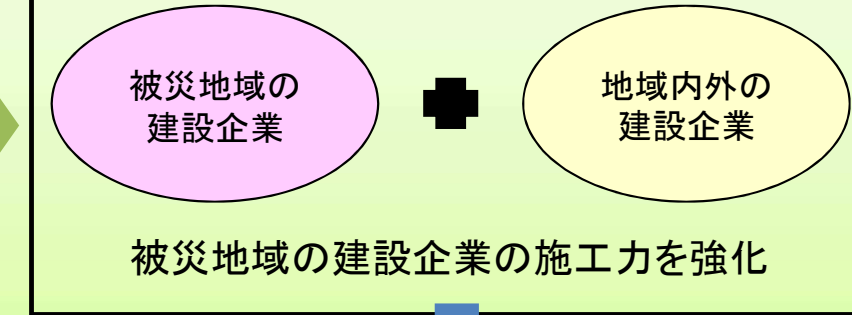 被災地域の
建設企業
地域内外の
建設企業
被災地域の建設企業の施工力を強化